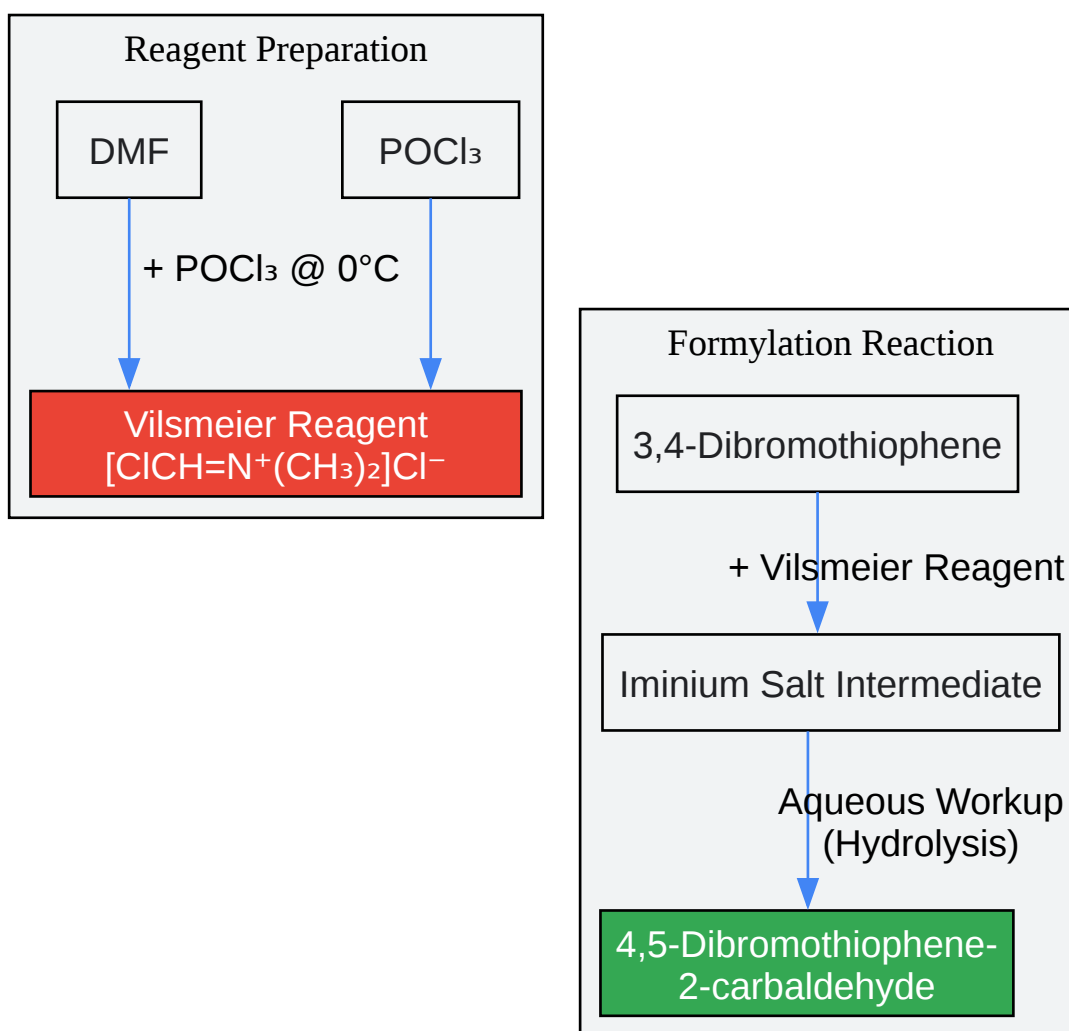 Reagent Preparation
DMF
POCl₃
+ POCl₃ @ 0°C
Vilsmeier Reagent
[ClCH=N⁺(CH₃)₂]Cl⁻
Formylation Reaction
3,4-Dibromothiophene
+ Vilsmeier Reagent
Iminium Salt Intermediate
Aqueous Workup
(Hydrolysis)
4,5-Dibromothiophene-
2-carbaldehyde